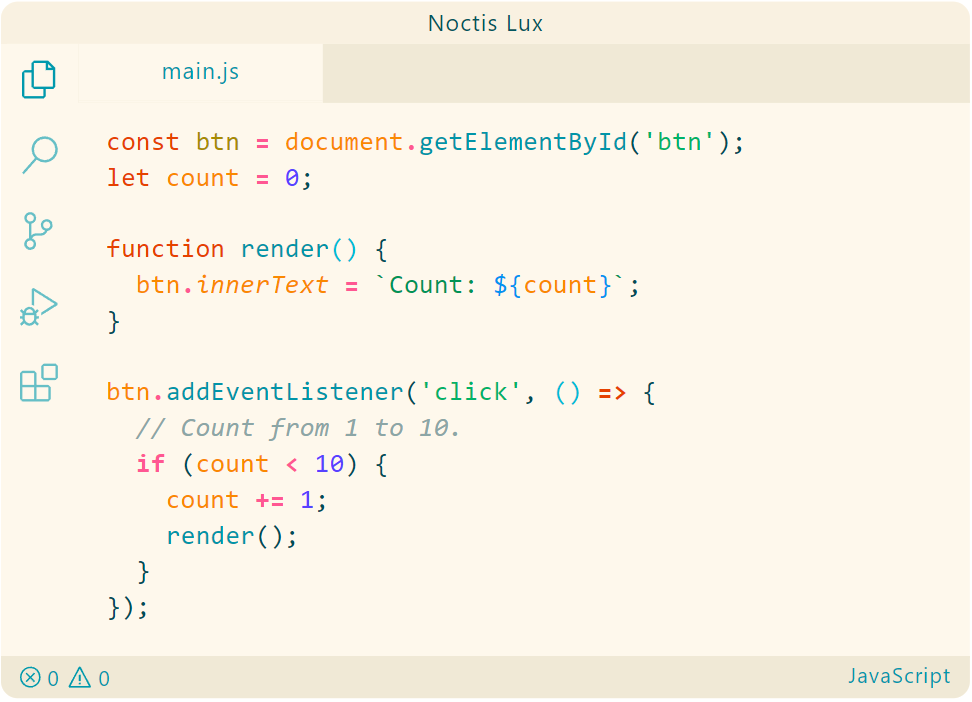 Noctis Lux
main.js
const btn = document.getElementById('btn');
let count = 0;
function render() {
  btn.innerText = `Count: ${count}`;
}
btn.addEventListener('click', () => {
  // Count from 1 to 10.
  if (count < 10) {
    count += 1;
    render();
  }
});
0 0 JavaScript